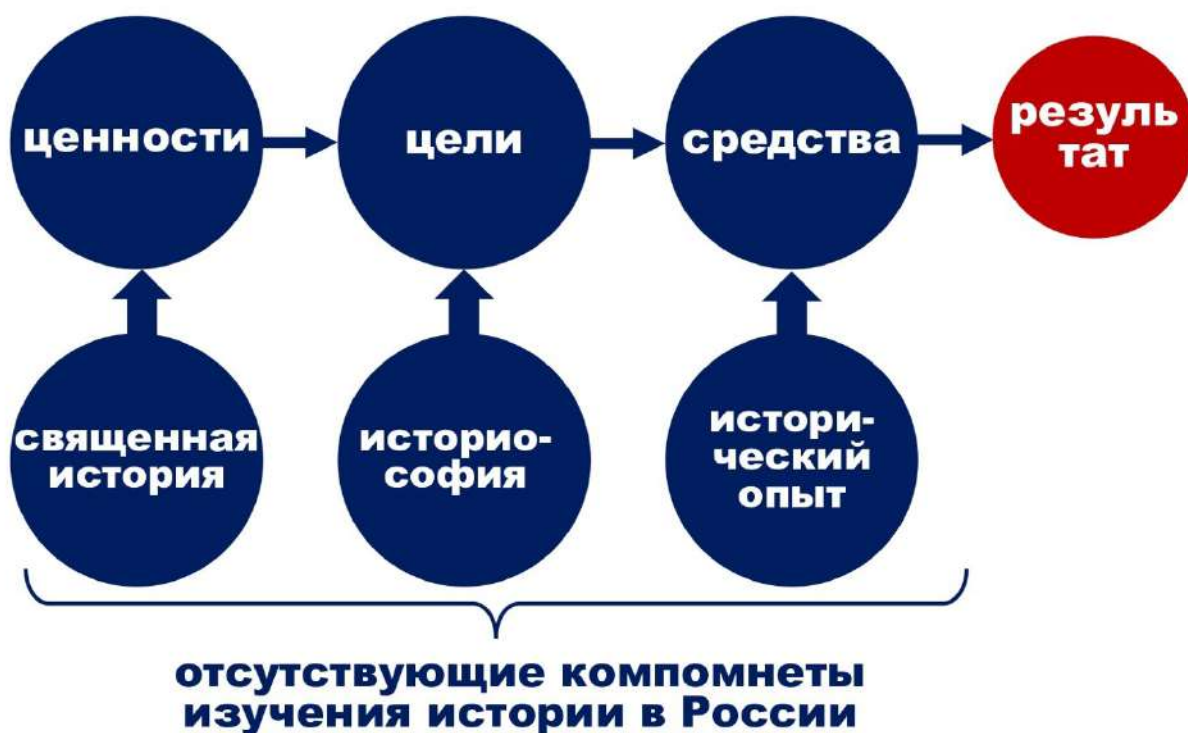 ценности
цели
средства
резуль
тат
священная
история
историо-
софия
истори-
ческий
опыт
отсутствующие компомнеты
изучения истории в России